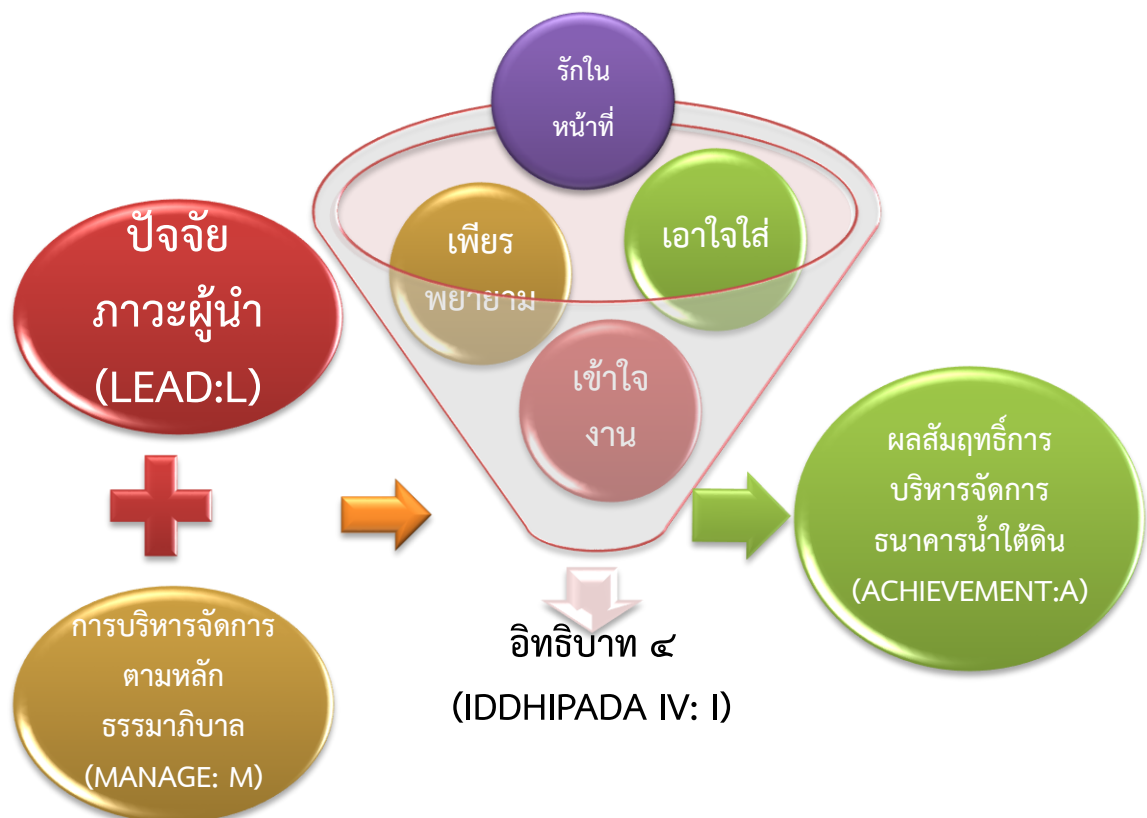 ปัจจัย
ภาวะผู้นำ
(LEAD:L)
การบริหารจัดการ
ตามหลัก
ธรรมาภิบาล
(MANAGE: M)
รักใน
หน้าที่
เพียร
พยายาม
เอาใจใส่
เข้าใจ
งาน
อิทธิบาท ๔
(IDDHIPADA IV: I)
ผลสัมฤทธิ์การ
บริหารจัดการ
ธนาคารน้ำใต้ดิน
(ACHIEVEMENT:A)